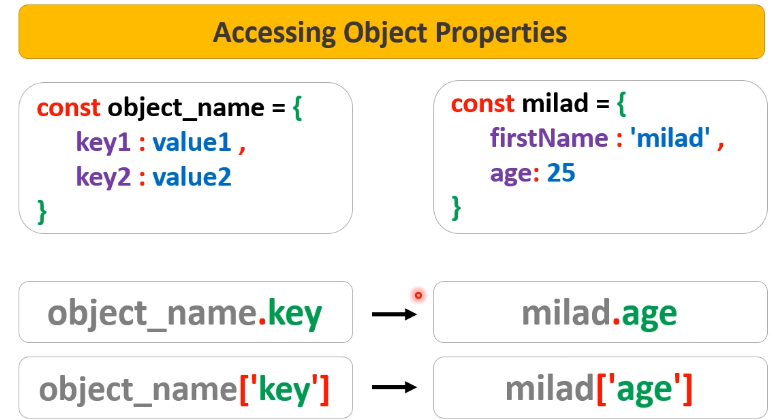 Accessing Object Properties
const object_name = {
key1 : value1 ,
key2 : value2
}
const milad = {
firstName : 'milad' ,
age: 25
}
object_name.key
milad.age
object_name['key']
milad['age']